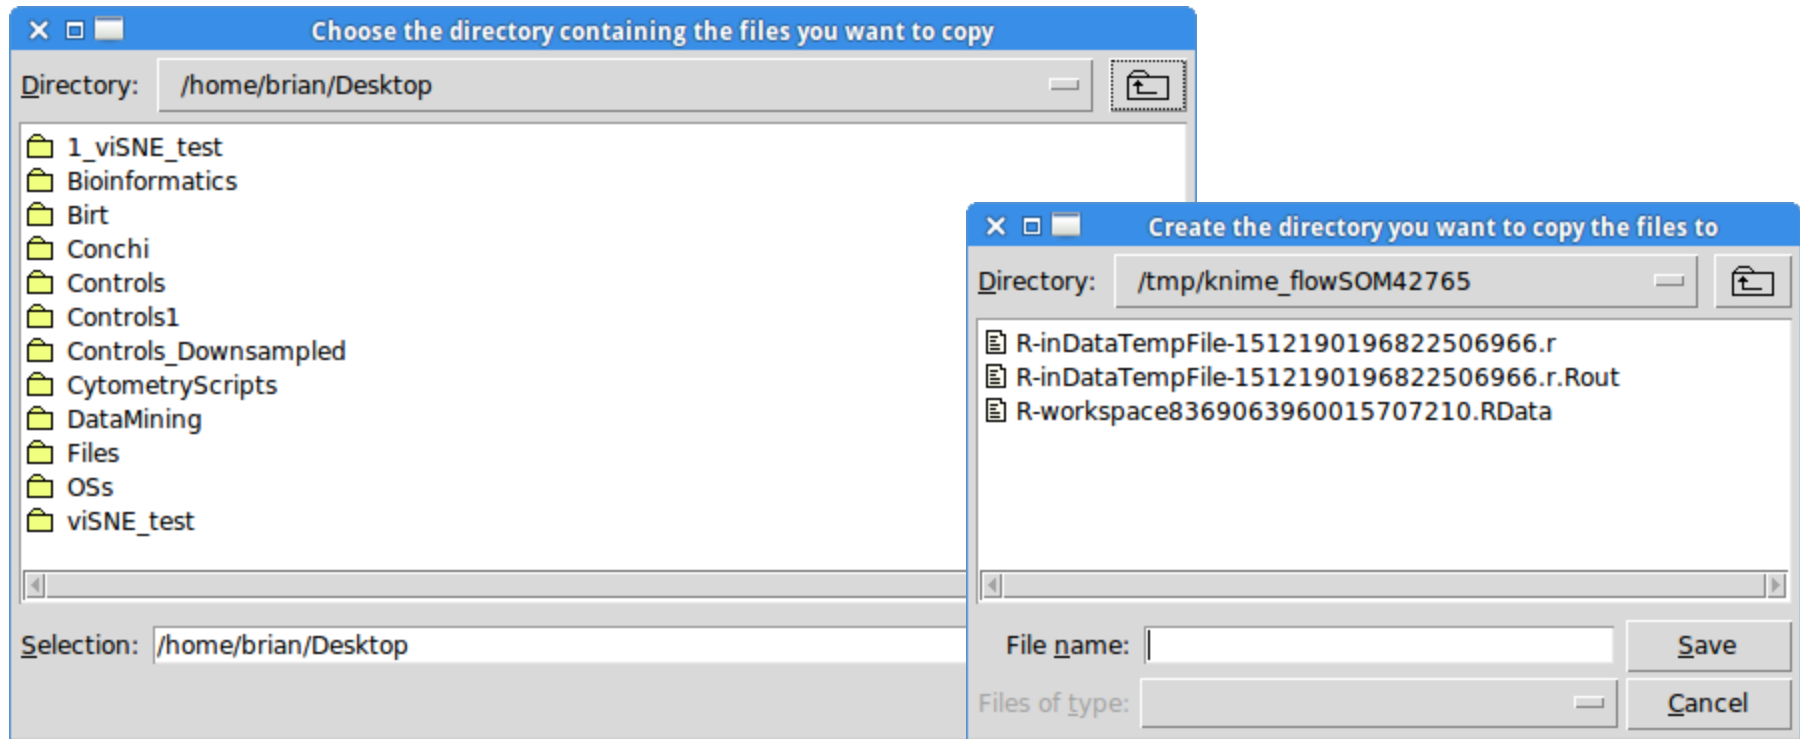 Choose the directory containing the files you want to copy
Directory: /home/brian/Desktop
1_viSNE_test
Bioinformatics
Birt
Conchi
Controls
Controls1
Controls_Downsampled
CytometryScripts
DataMining
Files
OSs
viSNE_test
Selection: /home/brian/Desktop
Create the directory you want to copy the files to
Directory: /tmp/knime_flowSOM42765
R-inDataTempFile-1512190196822506966.r
R-inDataTempFile-1512190196822506966.r.Rout
R-workspace8369063960015707210.RData
File name: Save
Files of type: Cancel